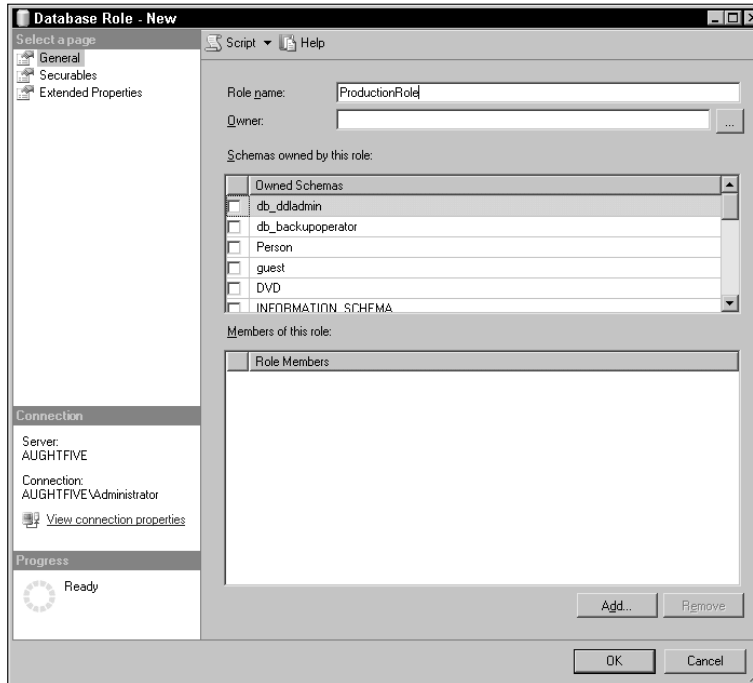 Database Role - New
Select a page
General
Securables
Extended Properties
Script Help
Role name: ProductionRole
Owner:
...
Schemas owned by this role:
Owned Schemas
db_ddladmin
db_backupoperator
Person
guest
DVD
INFORMATION_SCHEMA
Members of this role:
Role Members
Connection
Server:
AUGHTFIVE
Connection:
AUGHTFIVE\Administrator
View connection properties
Progress
Ready
Add... Remove
OK Cancel